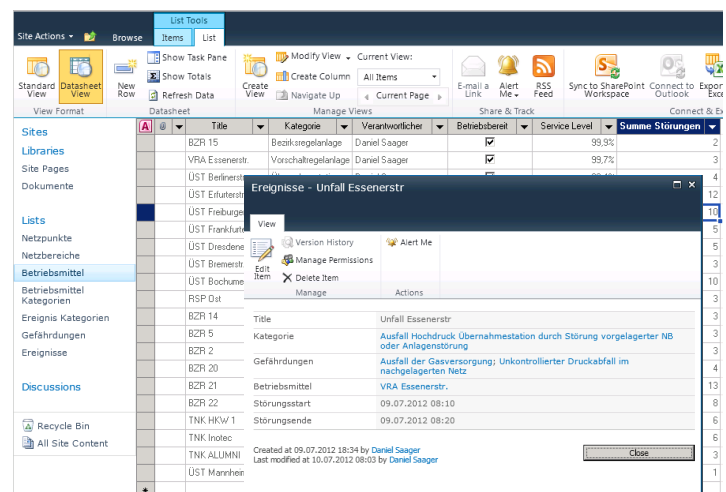 List Tools
Site Actions Browse Items List
Standard View
Datasheet View
New Row
Show Task Pane
Show Totals
Refresh Data
Create View
Modify View
Create Column
Navigate Up
Current View:
All Items
Current Page
E-mail a Link
Alert Me
RSS Feed
Sync to SharePoint Workspace
Connect to Outlook
View Format Datasheet Manage Views Share & Track
Sites
Libraries
Site Pages
Dokumente
Lists
Netzpunkte
Netzbereiche
Betriebsmittel
Betriebsmittel
Kategorien
Ereignis Kategorien
Gefährdungen
Ereignisse
Discussions
Recycle Bin
All Site Content
Title Kategorie Verantwortlicher Betriebsbereit Service Level Summe Störungen
BZR 15 Bezirksregelanlage Daniel Saager 99,9% 2
VRA Essenerstr. Vorschaltregelanlage Daniel Saager 99,7% 3
ÜST Berlinerst 4
ÜST Erfurterstr 12
ÜST Freiburge 10
ÜST Frankfurte 5
ÜST Dresdene 5
ÜST Bremerstr 3
ÜST Bochume 10
RSP Ost 3
BZR 14 3
BZR 5 3
BZR 2 3
BZR 20 4
BZR 21 13
BZR 22 8
TNK HKW 1 6
TNK Inotec 6
TNK ALUMNI 3
ÜST Mannhein 1
Ereignisse - Unfall Essenerstr
View
Edit Item
Version History
Manage Permissions
Delete Item
Alert Me
Manage Actions
Title Unfall Essenerstr
Kategorie Ausfall Hochdruck Übernahmestation durch Störung vorgelagerter NB
oder Anlagenstörung
Gefährdungen Ausfall der Gasversorgung; Unkontrollierter Druckabfall im
nachgelagerten Netz
Betriebsmittel VRA Essenerstr.
Störungsstart 09.07.2012 08:10
Störungsende 09.07.2012 08:20
Created at 09.07.2012 18:34 by Daniel Saager
Last modified at 10.07.2012 08:03 by Daniel Saager
Close